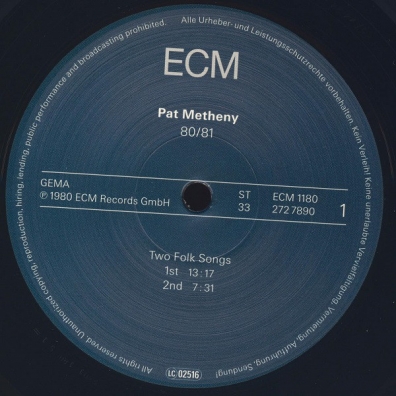 Unauthorized copying, reproduction, hiring, lending, public performance and broadcasting prohibited.
Alle Urheber- und Leistungsschutzrechte vorbehalten. Kein Verleih! Keine unerlaubte Vervielfältigung, Vermietung, Aufführung, Sendung!
ECM
Pat Metheny
80/81
GEMA
℗ 1980 ECM Records GmbH
ST
33
ECM 1180
272 7890
1
Two Folk Songs
1st 13:17
2nd 7:31
All rights reserved.
LC 02516